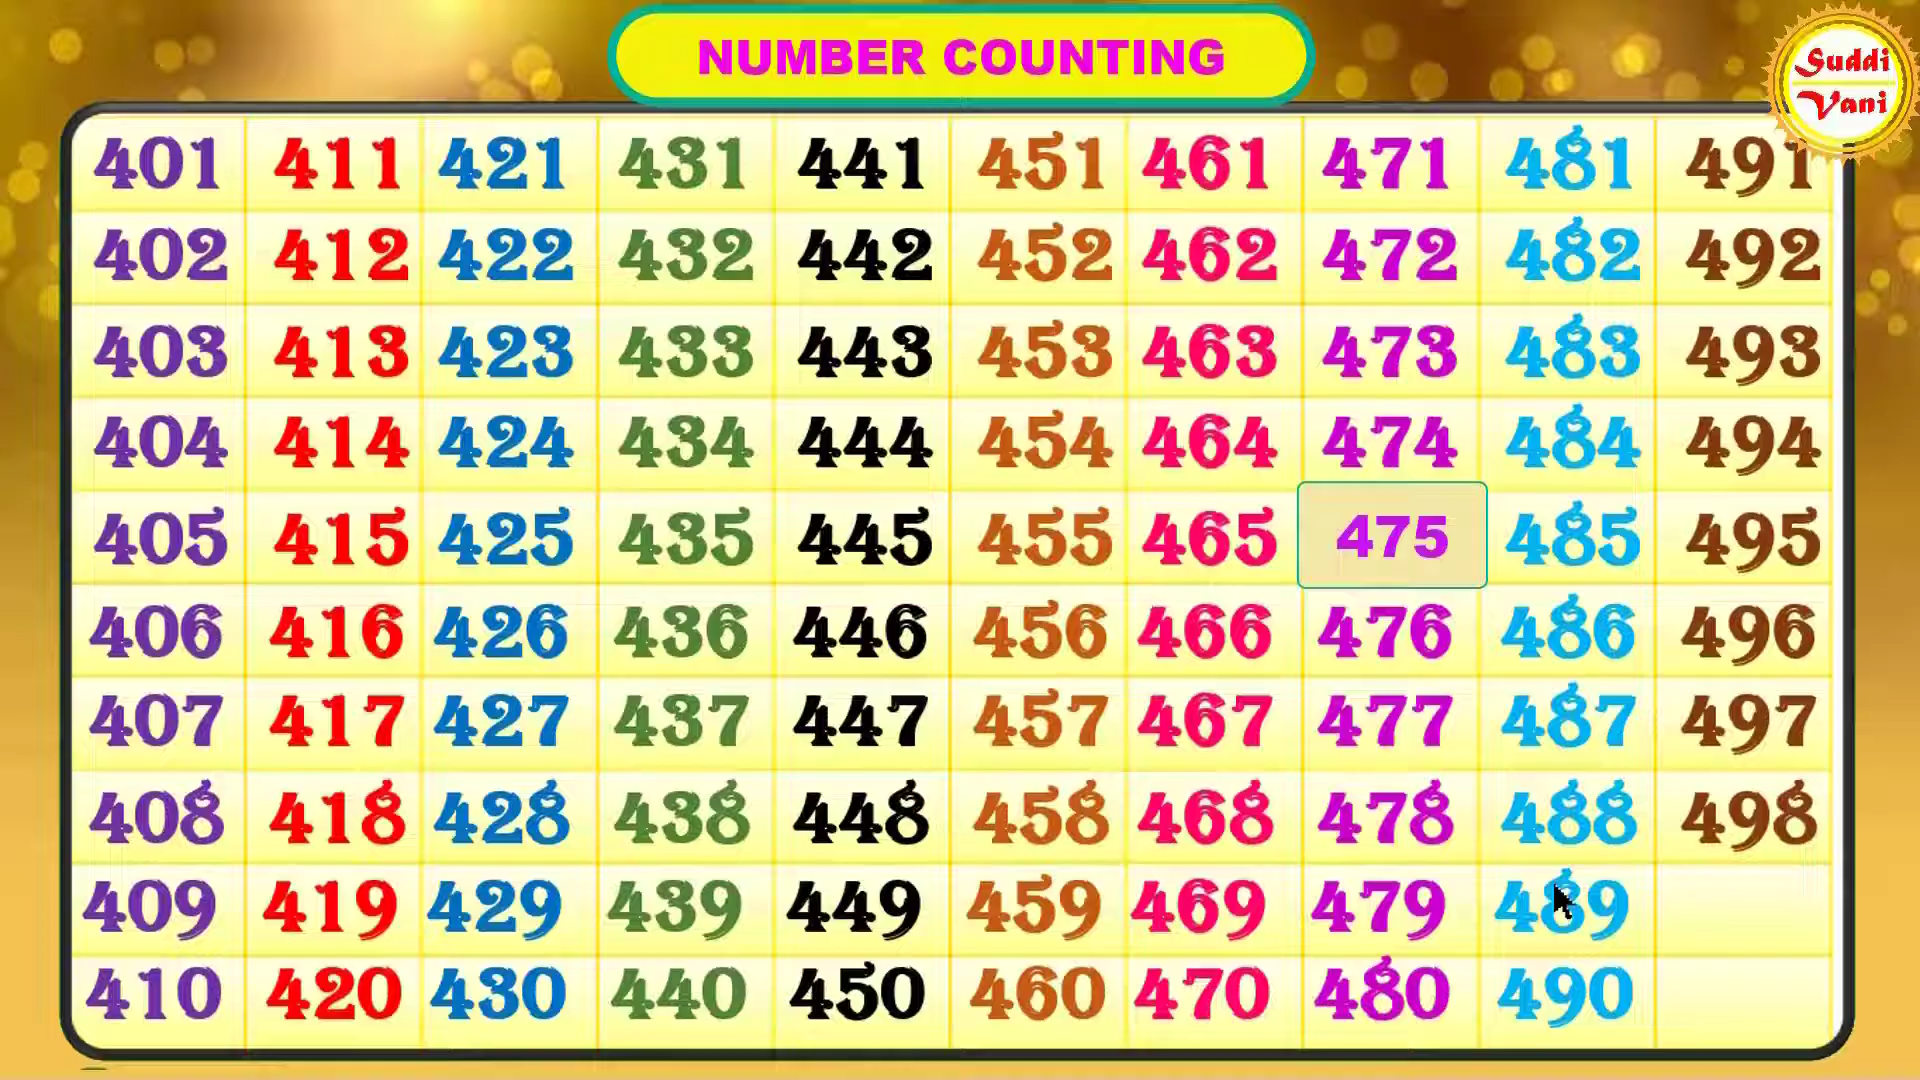 NUMBER COUNTING
Suddi
Vani
401 411 421 431 441 451 461 471 481 491
402 412 422 432 442 452 462 472 482 492
403 413 423 433 443 453 463 473 483 493
404 414 424 434 444 454 464 474 484 494
405 415 425 435 445 455 465 475 485 495
406 416 426 436 446 456 466 476 486 496
407 417 427 437 447 457 467 477 487 497
408 418 428 438 448 458 468 478 488 498
409 419 429 439 449 459 469 479 489
410 420 430 440 450 460 470 480 490